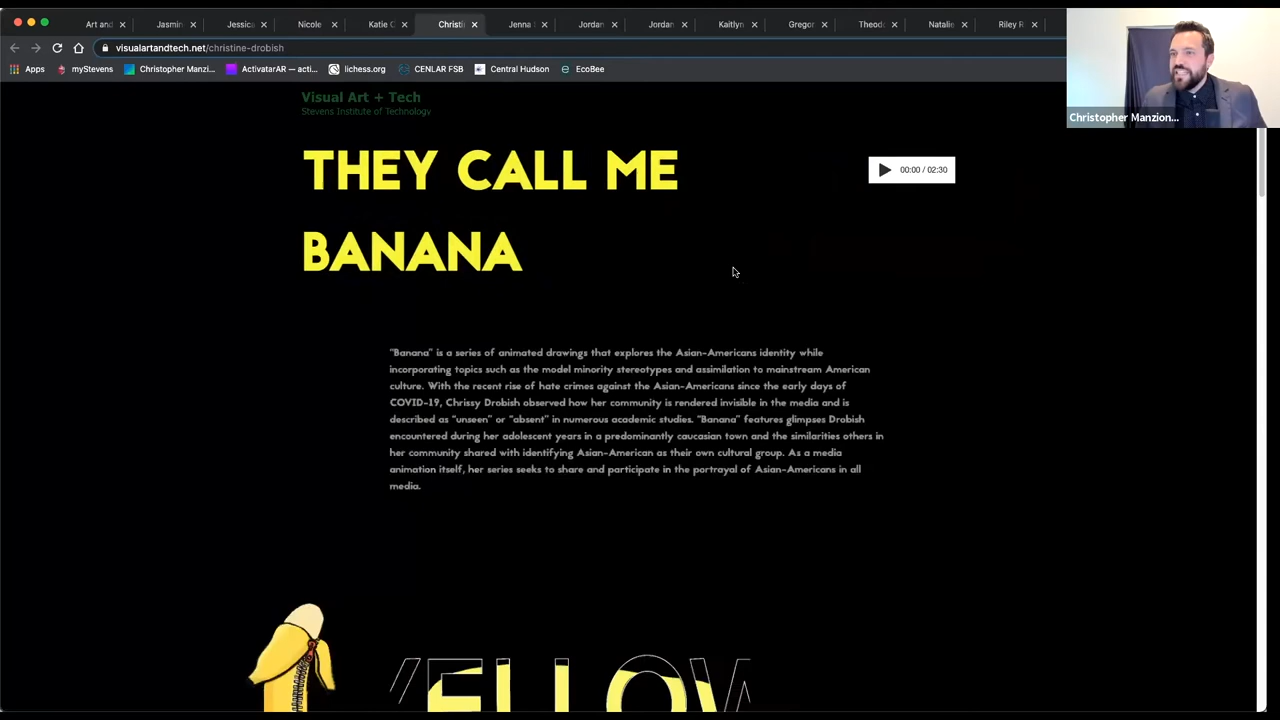 Art and
Jasmin
Jessica
Nicole
Katie C
Christi
Jenna
Jordan
Jordan
Kaitlyn
Gregor
Theodo
Natalie
Riley R
visualartandtech.net/christine-drobish
Apps
myStevens
Christopher Manzi...
ActivatarAR — acti...
lichess.org
CENLAR FSB
Central Hudson
EcoBee
Christopher Manzion...
Visual Art + Tech
Stevens Institute of Technology
THEY CALL ME
BANANA
00:00 / 02:30
"Banana" is a series of animated drawings that explores the Asian-Americans identity while
incorporating topics such as the model minority stereotypes and assimilation to mainstream American
culture. With the recent rise of hate crimes against the Asian-Americans since the early days of
COVID-19, Chrissy Drobish observed how her community is rendered invisible in the media and is
described as "unseen" or "absent" in numerous academic studies. "Banana" features glimpses Drobish
encountered during her adolescent years in a predominantly caucasian town and the similarities others in
her community shared with identifying Asian-American as their own cultural group. As a media
animation itself, her series seeks to share and participate in the portrayal of Asian-Americans in all
media.
YELLOW